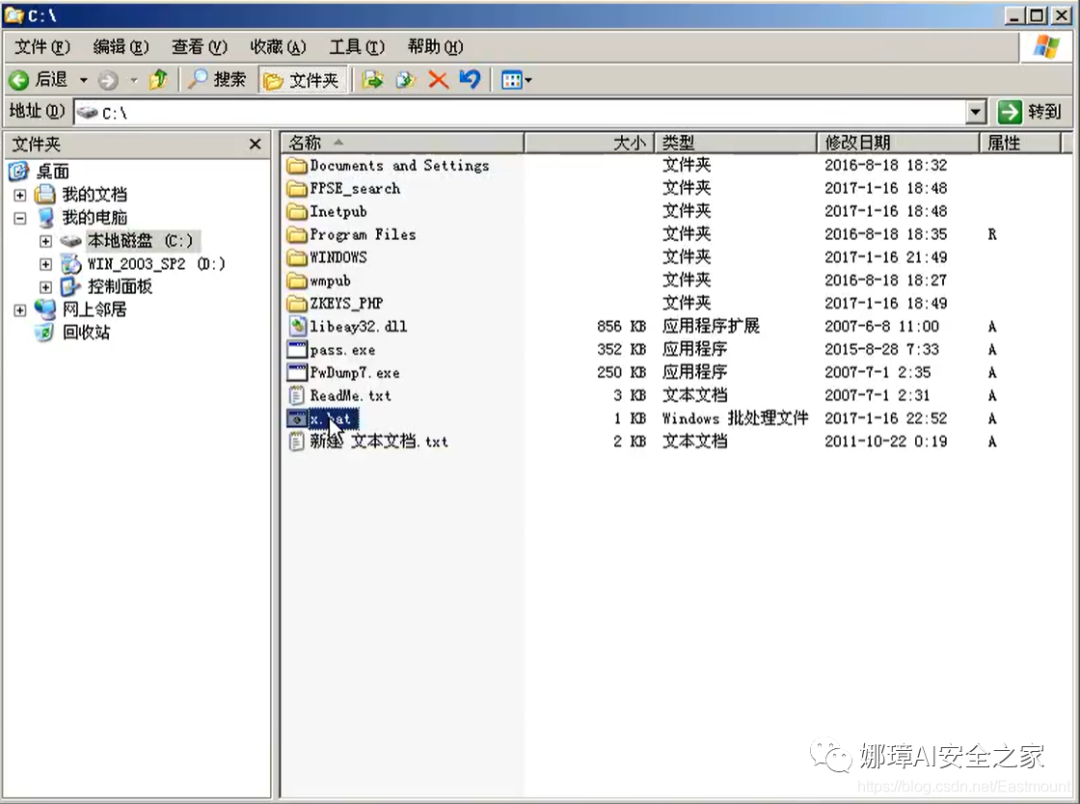 C:\
文件(F) 编辑(E) 查看(V) 收藏(A) 工具(T) 帮助(H)
后退 搜索 文件夹
地址(D) C:\ 转到
文件夹
桌面
我的文档
我的电脑
本地磁盘 (C:)
WIN_2003_SP2 (D:)
控制面板
网上邻居
回收站
名称 大小 类型 修改日期 属性
Documents and Settings 文件夹 2016-8-18 18:32
FPSE_search 文件夹 2017-1-16 18:48
Inetpub 文件夹 2017-1-16 18:48
Program Files 文件夹 2016-8-18 18:35 R
WINDOWS 文件夹 2017-1-16 21:49
wmpub 文件夹 2016-8-18 18:27
ZKEYS_PHP 文件夹 2017-1-16 18:49
libeay32.dll 856 KB 应用程序扩展 2007-6-8 11:00 A
pass.exe 352 KB 应用程序 2015-8-28 7:33 A
PwDump7.exe 250 KB 应用程序 2007-7-1 2:35 A
ReadMe.txt 3 KB 文本文档 2007-7-1 2:31 A
x.bat 1 KB Windows 批处理文件 2017-1-16 22:52 A
新建 文本文档.txt 2 KB 文本文档 2011-10-22 0:19 A
娜璋AI安全之家
https://blog.csdn.net/Eastmount